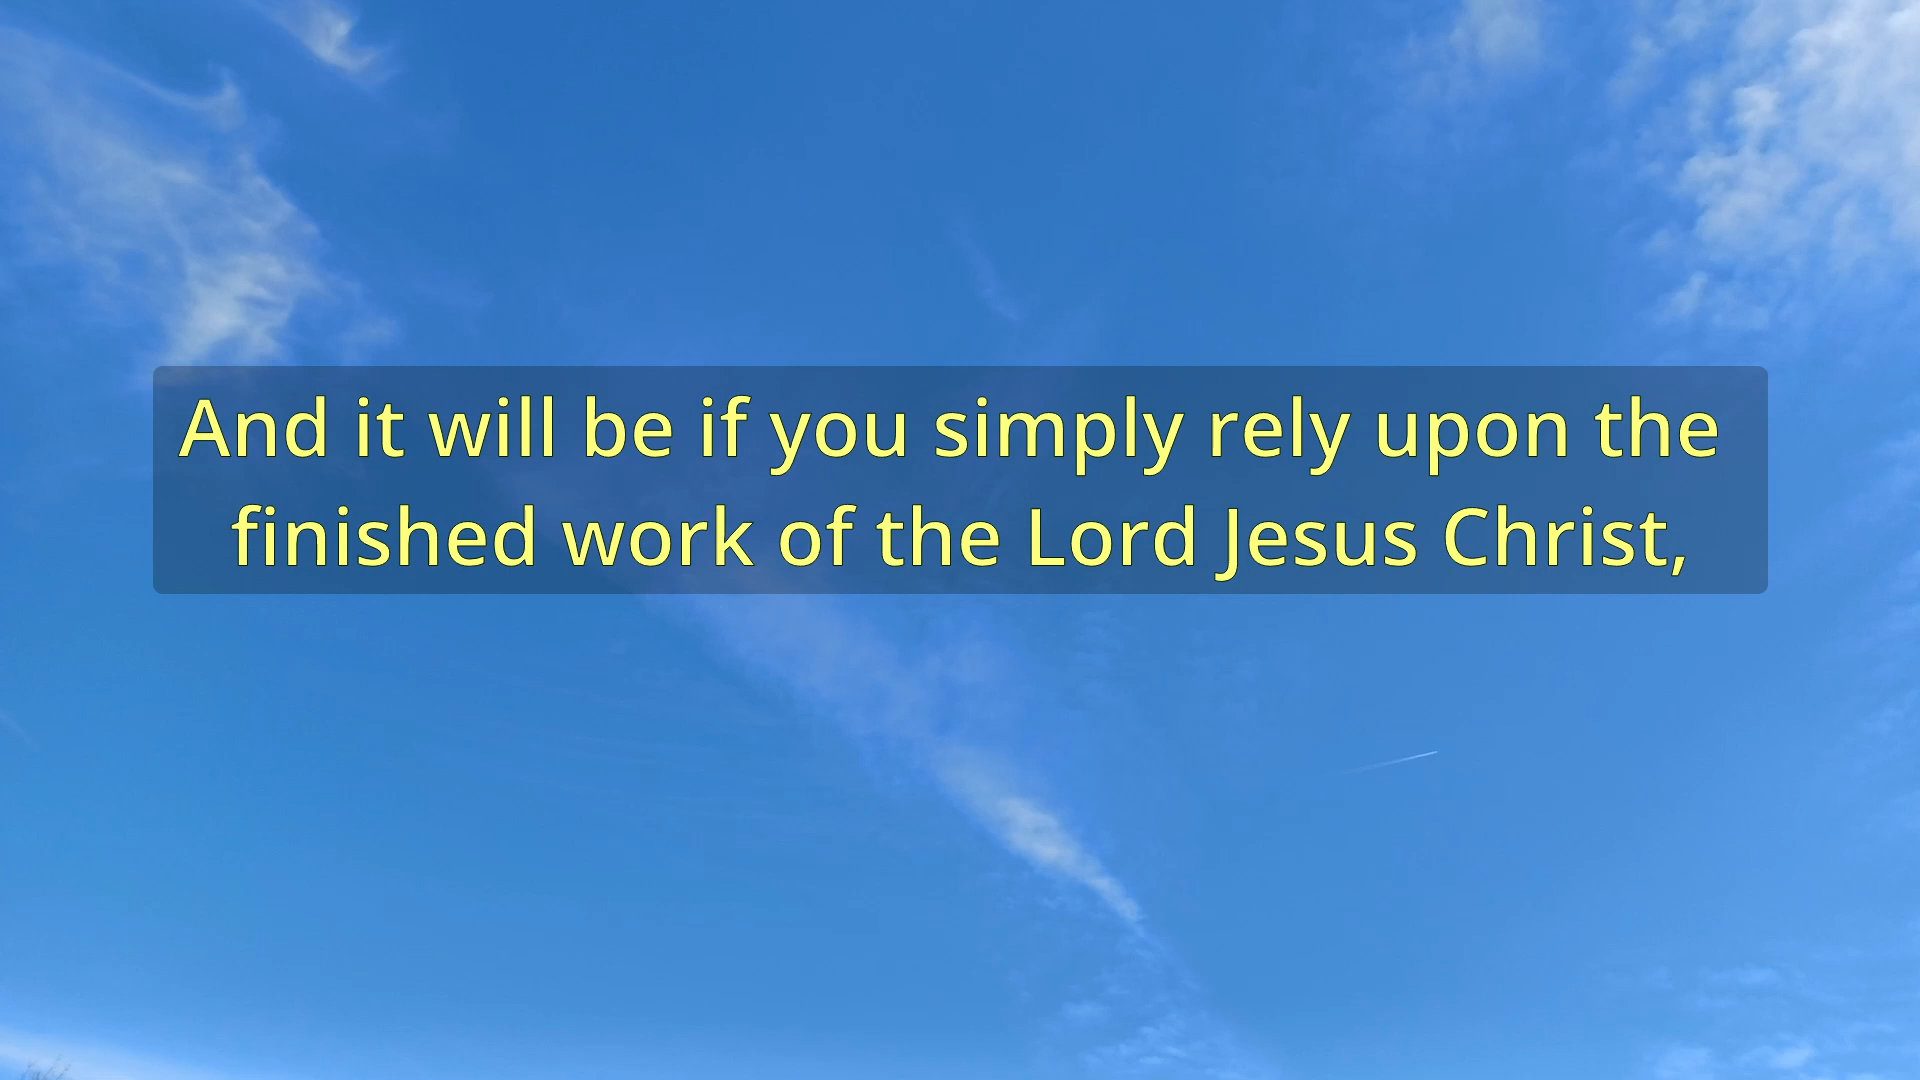 And it will be if you simply rely upon the
finished work of the Lord Jesus Christ,